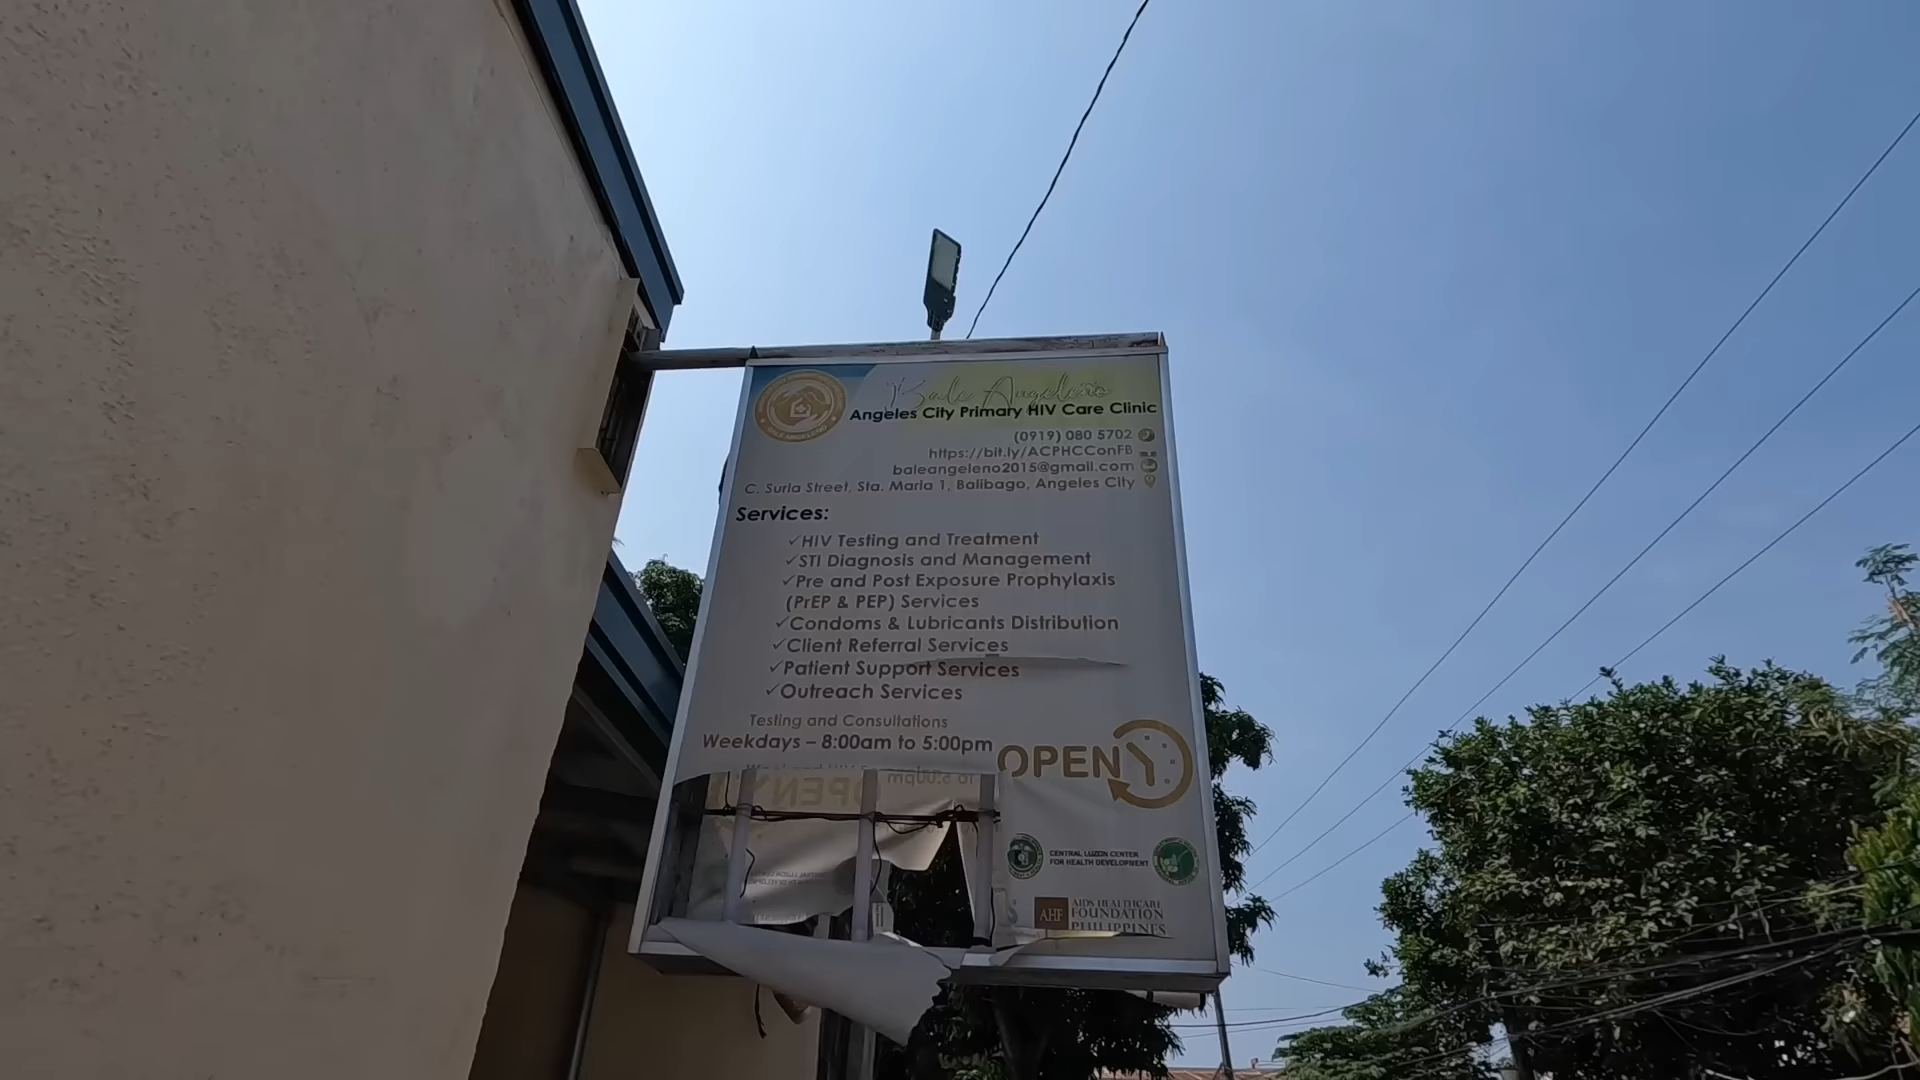 Bale Angeleño
Angeles City Primary HIV Care Clinic
(0919) 080 5702
https://bit.ly/ACPHCConFB
baleangeleno2015@gmail.com
C. Surla Street, Sta. Maria 1, Balibago, Angeles City
Services:
✓HIV Testing and Treatment
✓STI Diagnosis and Management
✓Pre and Post Exposure Prophylaxis
(PrEP & PEP) Services
✓Condoms & Lubricants Distribution
✓Client Referral Services
✓Patient Support Services
✓Outreach Services
Testing and Consultations
Weekdays – 8:00am to 5:00pm
OPEN
CENTRAL LUZON CENTER
FOR HEALTH DEVELOPMENT
AHF
AIDS HEALTHCARE
FOUNDATION
PHILIPPINES